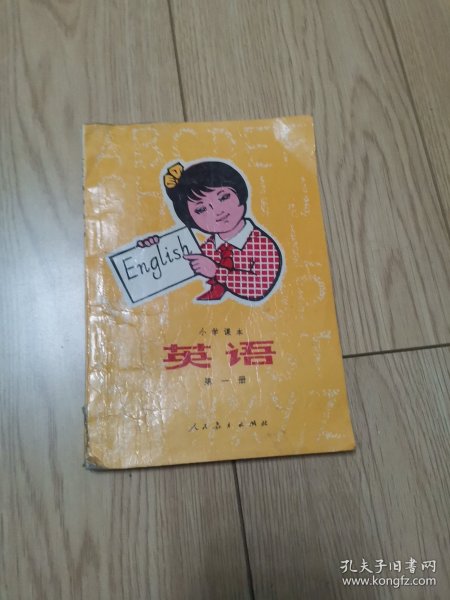 English
小学课本
英语
第一册
人民教育出版社
孔夫子旧书网
www.kongfz.com